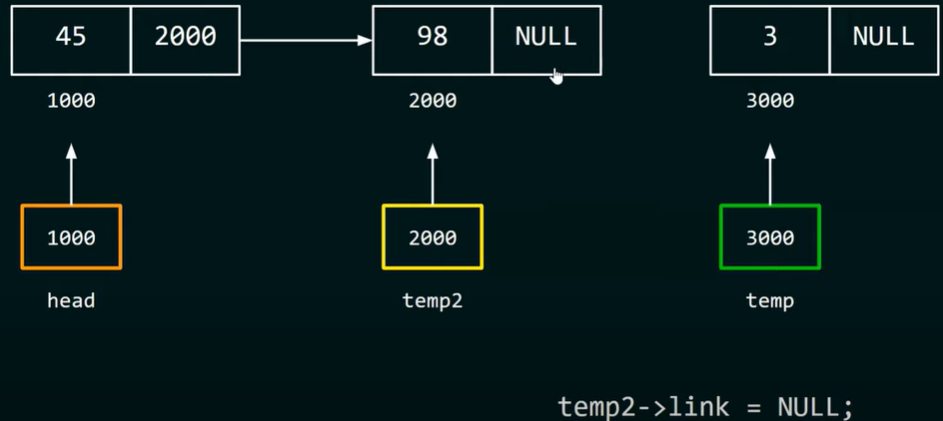 45 2000 98 NULL 3 NULL
1000 2000 3000
1000 2000 3000
head temp2 temp
temp2->link = NULL;